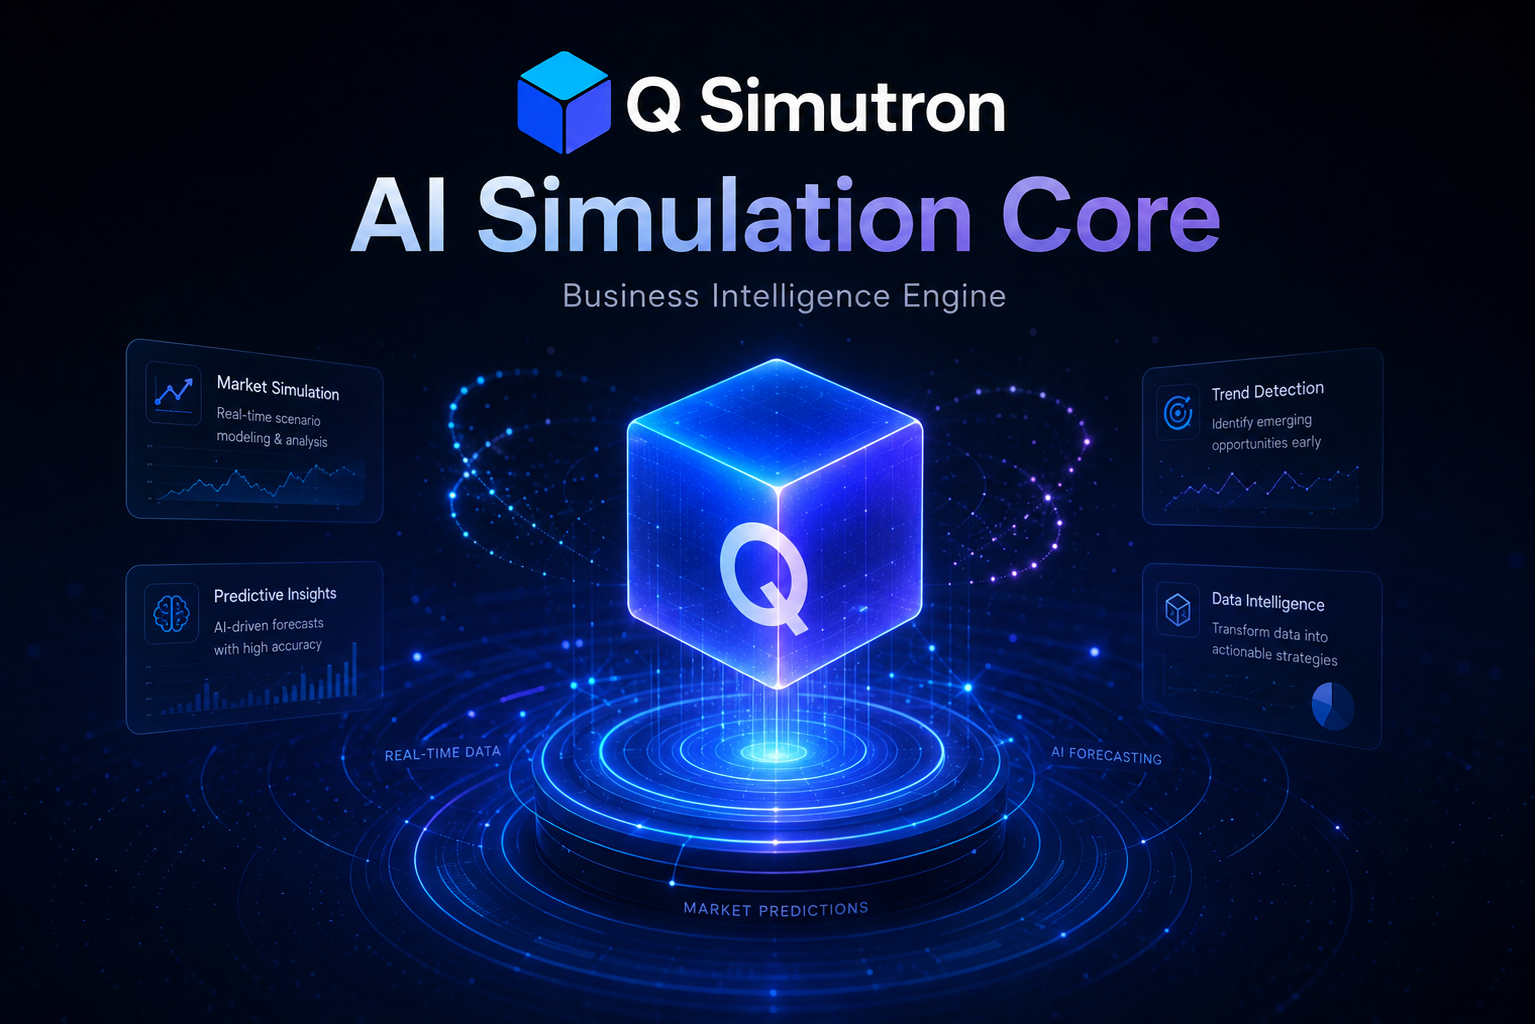 Q Simutron
AI Simulation Core
Business Intelligence Engine
Market Simulation
Real-time scenario
modeling & analysis
Trend Detection
Identify emerging
opportunities early
Q
Predictive Insights
AI-driven forecasts
with high accuracy
Data Intelligence
Transform data into
actionable strategies
REAL-TIME DATA
AI FORECASTING
MARKET PREDICTIONS